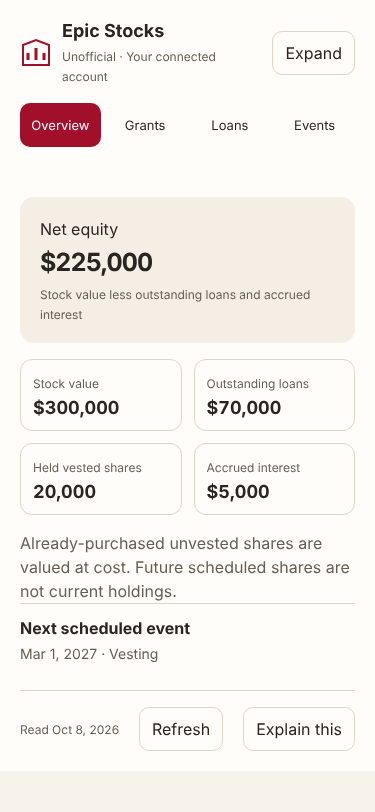 Epic Stocks
Unofficial · Your connected
account
Expand
Overview
Grants
Loans
Events
Net equity
$225,000
Stock value less outstanding loans and accrued
interest
Stock value
$300,000
Outstanding loans
$70,000
Held vested shares
20,000
Accrued interest
$5,000
Already-purchased unvested shares are
valued at cost. Future scheduled shares are
not current holdings.
Next scheduled event
Mar 1, 2027 · Vesting
Read Oct 8, 2026
Refresh
Explain this